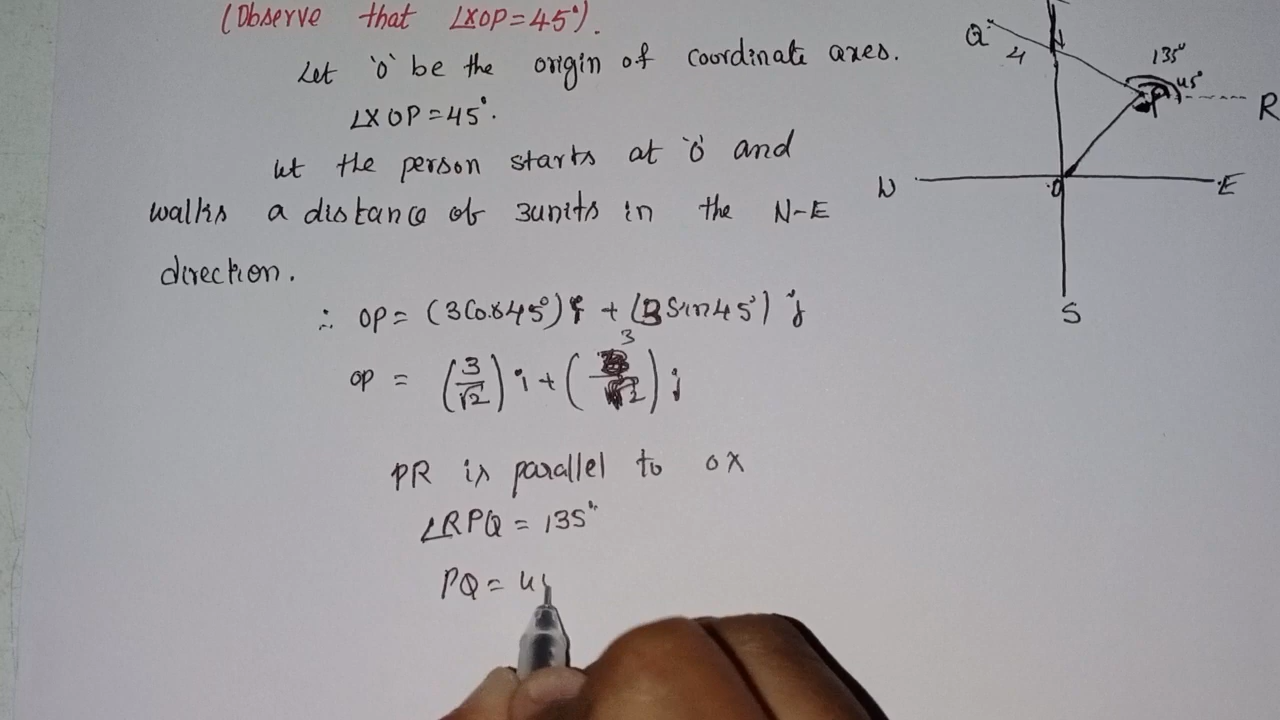 (Observe that ∠XOP=45°).
Let 'O' be the origin of coordinate axes.
∠XOP=45°.
Let the person starts at 'O' and
walks a distance of 3units in the N-E
direction.
∴ OP = (3Cos45°) i + (3Sin45°) j
OP = (3/√2) i + (3/√2) j
PR is parallel to OX
∠RPQ = 135°
PQ = 4
Q
4
N
135°
45°
P
R
W
O
E
S